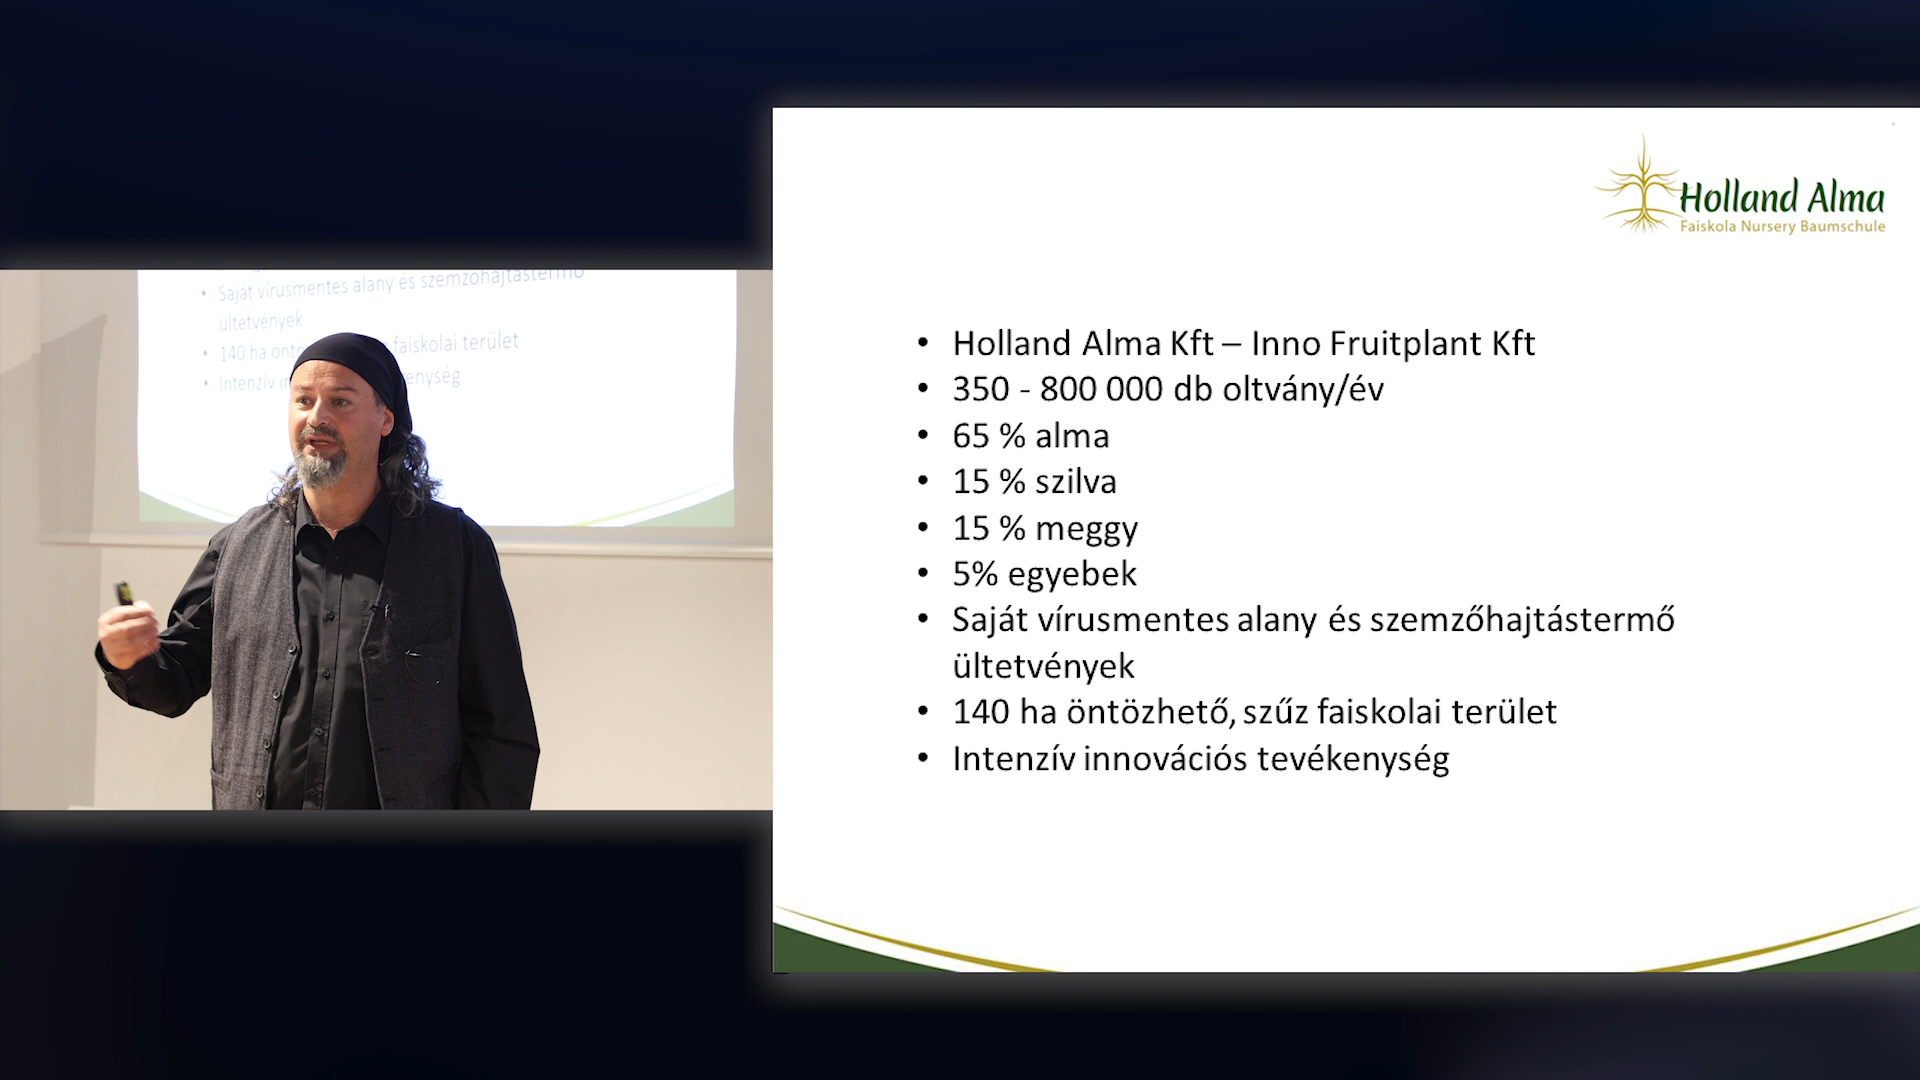 Holland Alma
Faiskola Nursery Baumschule
• Holland Alma Kft – Inno Fruitplant Kft
• 350 - 800 000 db oltvány/év
• 65 % alma
• 15 % szilva
• 15 % meggy
• 5% egyebek
• Saját vírusmentes alany és szemzőhajtástermő
ültetvények
• 140 ha öntözhető, szűz faiskolai terület
• Intenzív innovációs tevékenység
• Saját vírusmentes alany és szemzőhajtástermő
ültetvények
• 140 ha faiskolai terület
• Intenzív